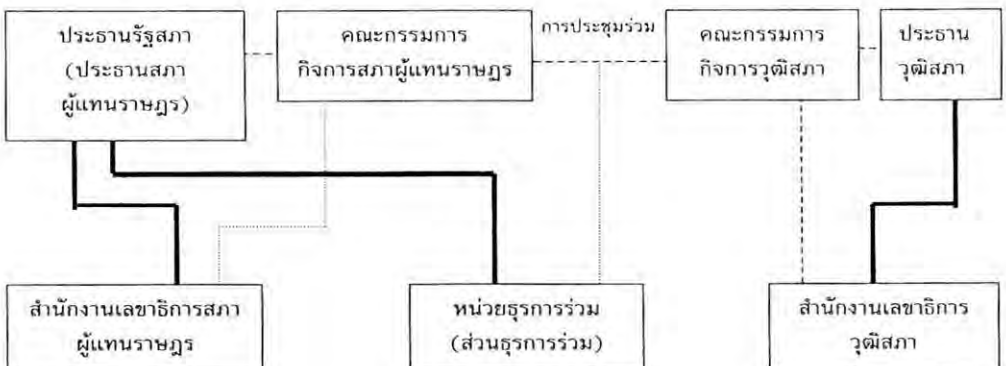 ประธานรัฐสภา
(ประธานสภา
ผู้แทนราษฎร)
คณะกรรมการ
กิจการสภาผู้แทนราษฎร
การประชุมร่วม
คณะกรรมการ
กิจการวุฒิสภา
ประธาน
วุฒิสภา
สำนักงานเลขาธิการสภา
ผู้แทนราษฎร
หน่วยธุรการร่วม
(ส่วนธุรการร่วม)
สำนักงานเลขาธิการ
วุฒิสภา